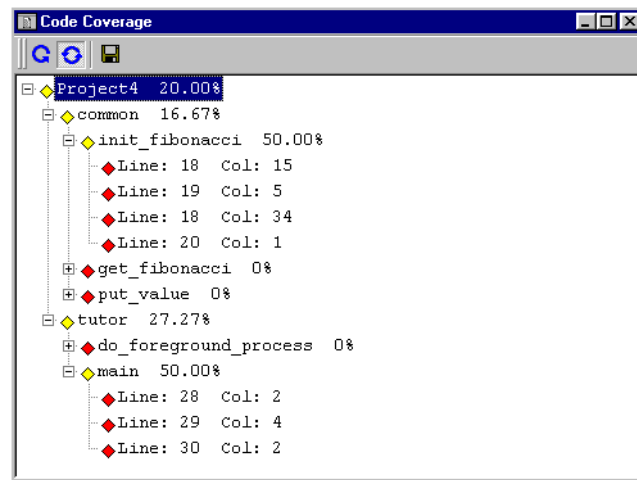 Code Coverage
Project4 20.00%
common 16.67%
init_fibonacci 50.00%
Line: 18 Col: 15
Line: 19 Col: 5
Line: 18 Col: 34
Line: 20 Col: 1
get_fibonacci 0%
put_value 0%
tutor 27.27%
do_foreground_process 0%
main 50.00%
Line: 28 Col: 2
Line: 29 Col: 4
Line: 30 Col: 2